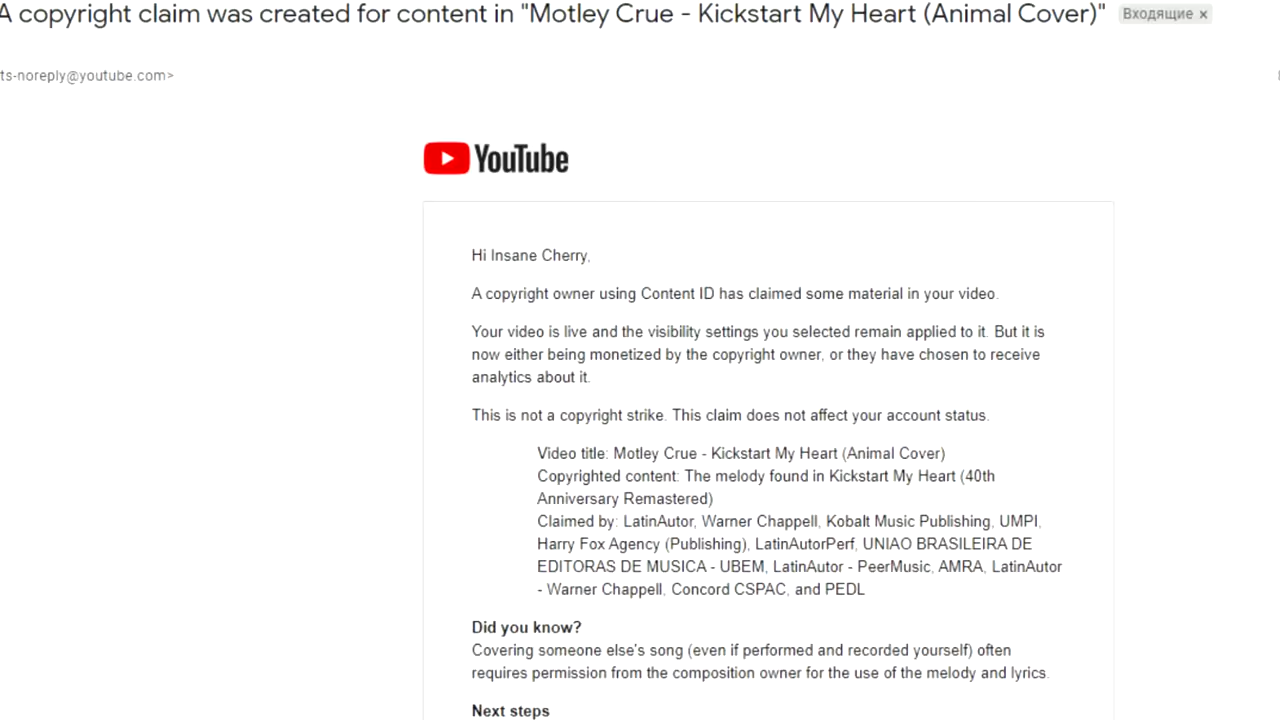 A copyright claim was created for content in "Motley Crue - Kickstart My Heart (Animal Cover)" Входящие ×
ts-noreply@youtube.com>
YouTube
Hi Insane Cherry,
A copyright owner using Content ID has claimed some material in your video.
Your video is live and the visibility settings you selected remain applied to it. But it is
now either being monetized by the copyright owner, or they have chosen to receive
analytics about it.
This is not a copyright strike. This claim does not affect your account status.
Video title: Motley Crue - Kickstart My Heart (Animal Cover)
Copyrighted content: The melody found in Kickstart My Heart (40th
Anniversary Remastered)
Claimed by: LatinAutor, Warner Chappell, Kobalt Music Publishing, UMPI,
Harry Fox Agency (Publishing), LatinAutorPerf, UNIAO BRASILEIRA DE
EDITORAS DE MUSICA - UBEM, LatinAutor - PeerMusic, AMRA, LatinAutor
- Warner Chappell, Concord CSPAC, and PEDL
Did you know?
Covering someone else's song (even if performed and recorded yourself) often
requires permission from the composition owner for the use of the melody and lyrics.
Next steps